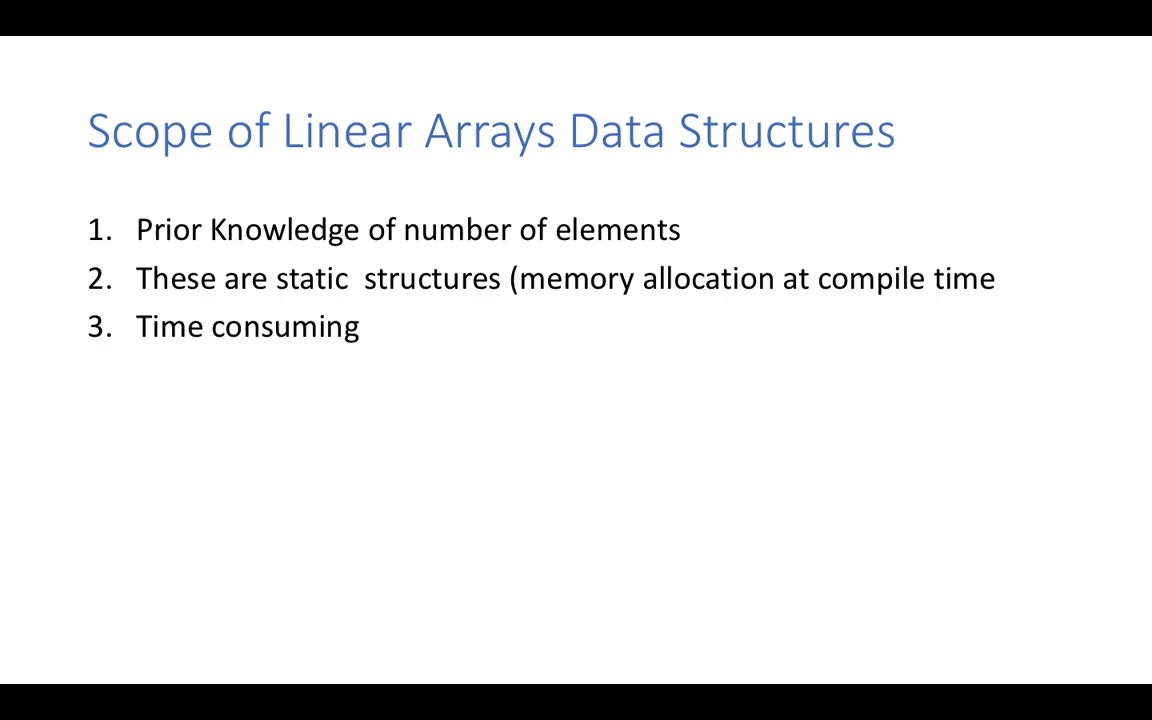 Scope of Linear Arrays Data Structures
1. Prior Knowledge of number of elements
2. These are static  structures (memory allocation at compile time
3. Time consuming